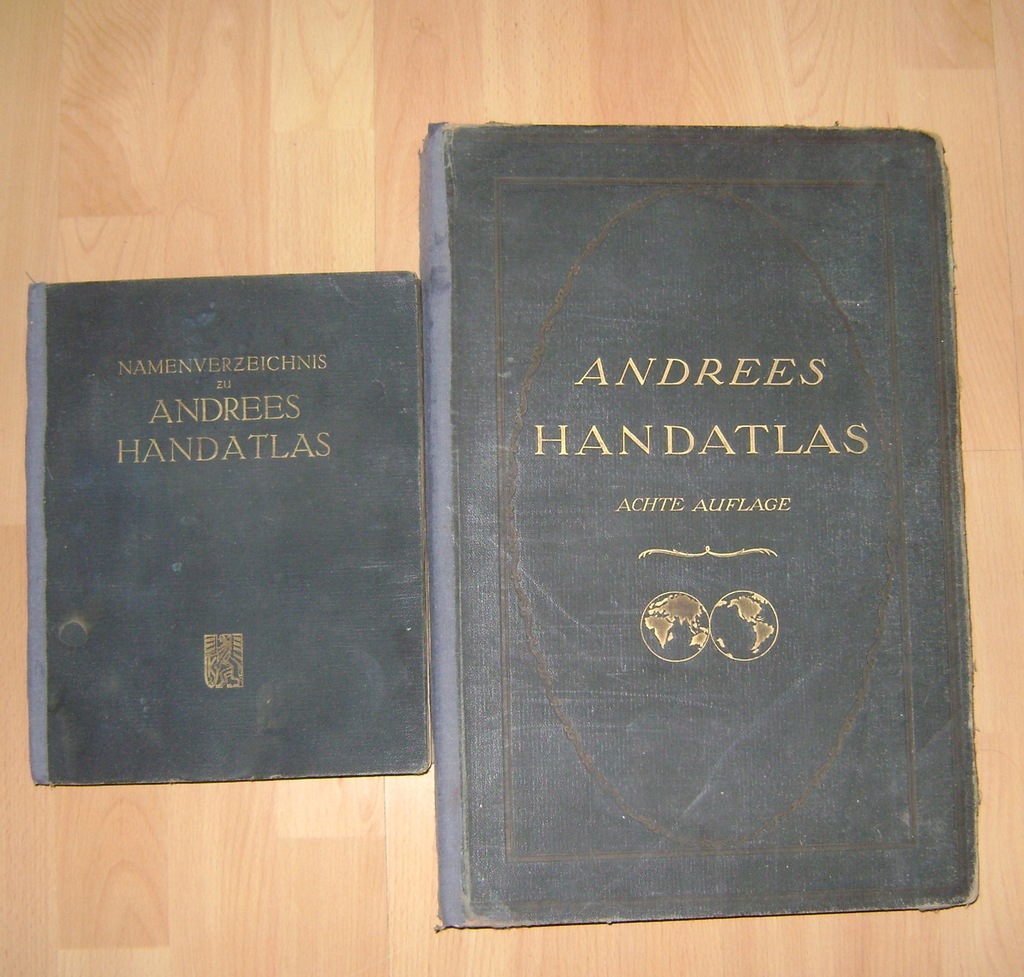 NAMENVERZEICHNIS
ZU
ANDREES
HANDATLAS
ANDREES
HANDATLAS
ACHTE AUFLAGE